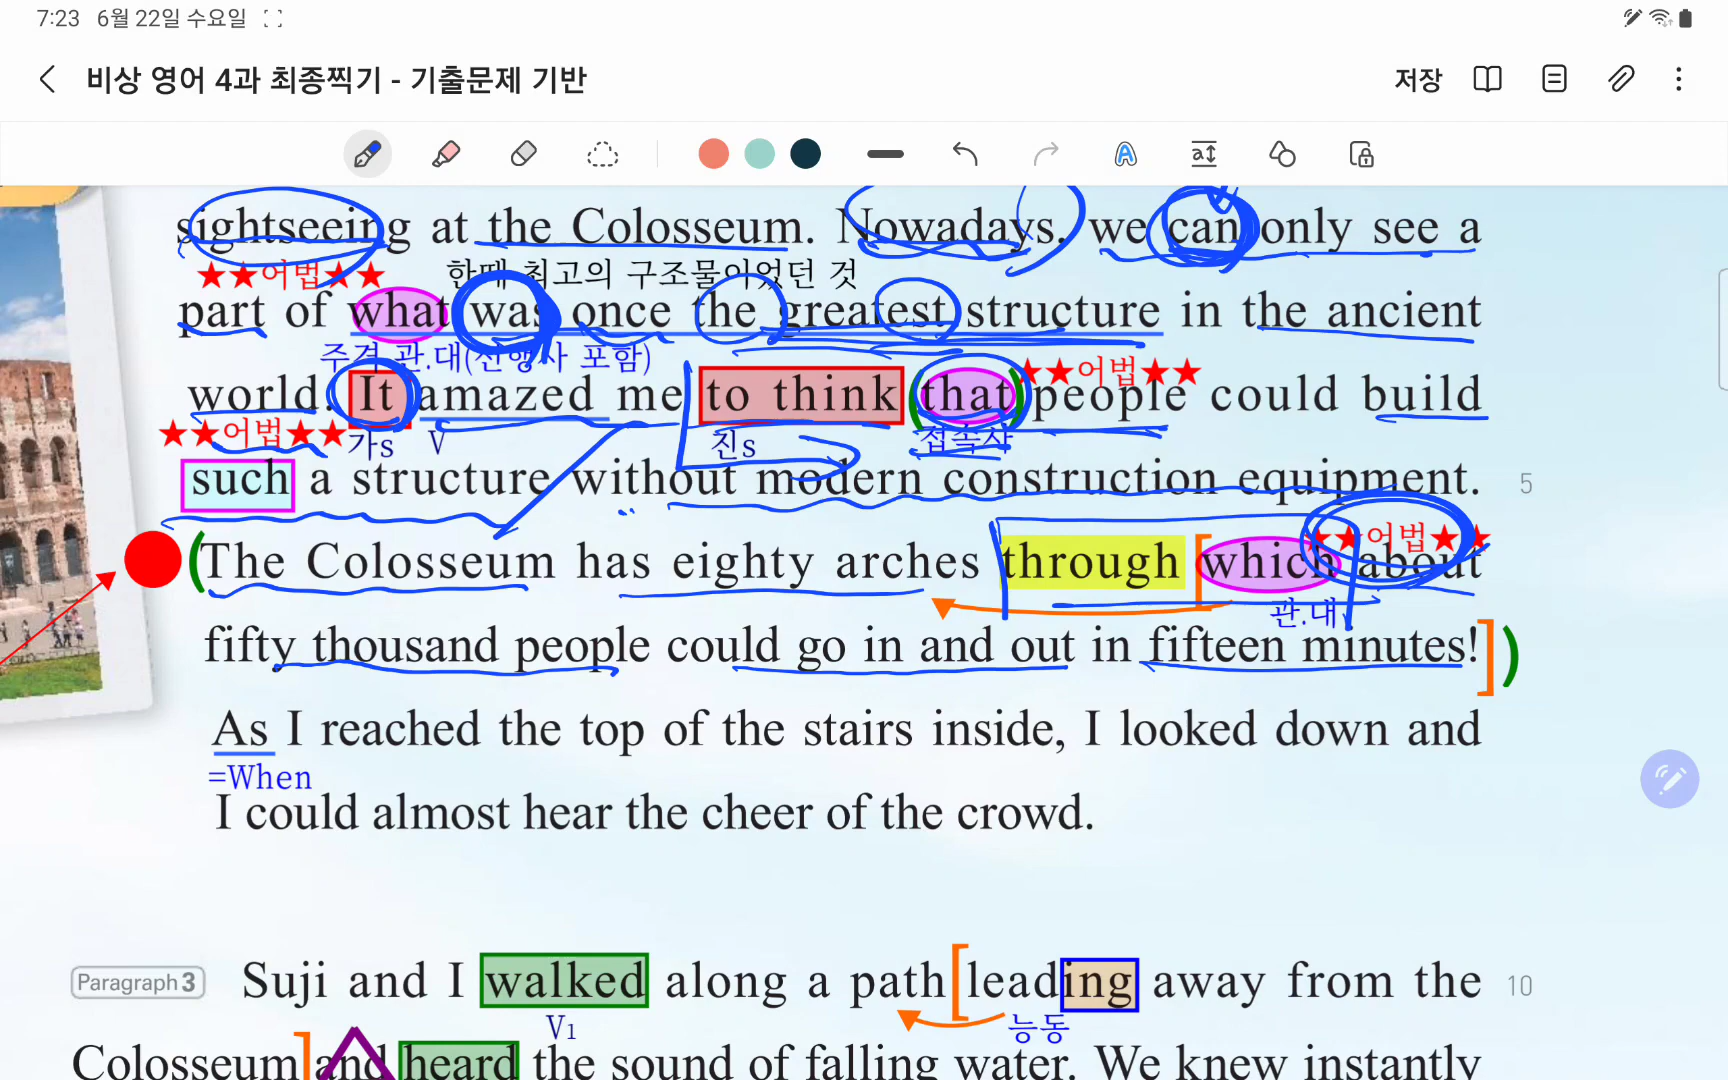 7:23 6월 22일 수요일
비상 영어 4과 최종찍기 - 기출문제 기반
저장
sightseeing at the Colosseum. Nowadays, we can only see a
★★어법★★ 한때 최고의 구조물이었던 것
part of what was once the greatest structure in the ancient
주격 관.대(선행사 포함) ★★어법★★
world. It amazed me to think that people could build
★★어법★★ 가s V 진s 접속사
such a structure without modern construction equipment. 5
★★어법★★
(The Colosseum has eighty arches through [which about
관.대
fifty thousand people could go in and out in fifteen minutes!])
As I reached the top of the stairs inside, I looked down and
=When
I could almost hear the cheer of the crowd.
Paragraph 3 Suji and I walked along a path [leading away from the 10
V1 능동
Colosseum] and heard the sound of falling water. We knew instantly